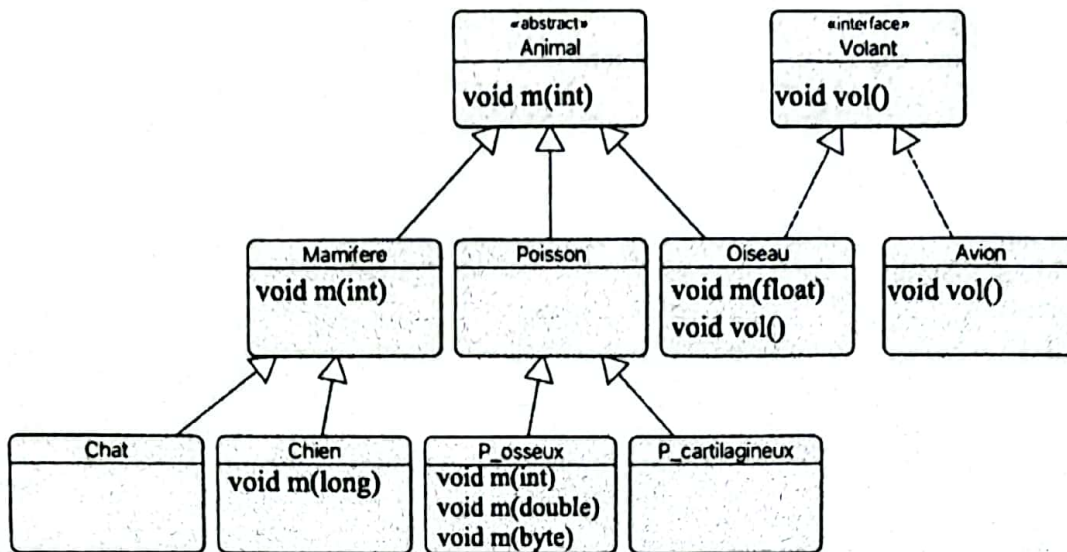 «abstract»
Animal
void m(int)
«interface»
Volant
void vol()
Mamifere
void m(int)
Poisson
Oiseau
void m(float)
void vol()
Avion
void vol()
Chat
Chien
void m(long)
P_osseux
void m(int)
void m(double)
void m(byte)
P_cartilagineux